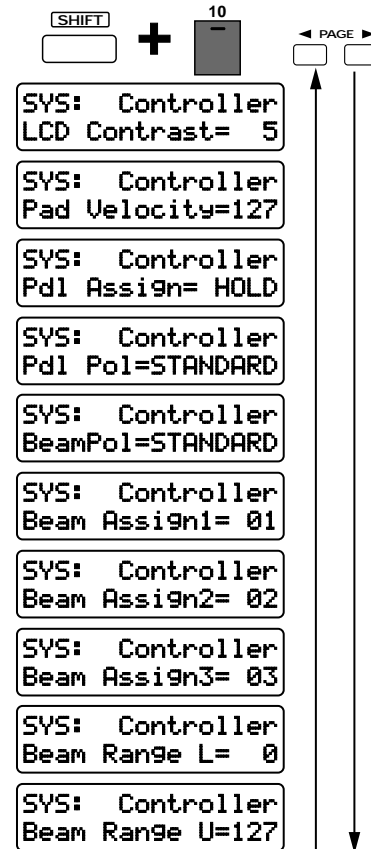 SHIFT
+
10
◄ PAGE ►
SYS: Controller
LCD Contrast= 5
SYS: Controller
Pad Velocity=127
SYS: Controller
Pdl Assign= HOLD
SYS: Controller
Pdl Pol=STANDARD
SYS: Controller
BeamPol=STANDARD
SYS: Controller
Beam Assign1= 01
SYS: Controller
Beam Assign2= 02
SYS: Controller
Beam Assign3= 03
SYS: Controller
Beam Range L= 0
SYS: Controller
Beam Range U=127